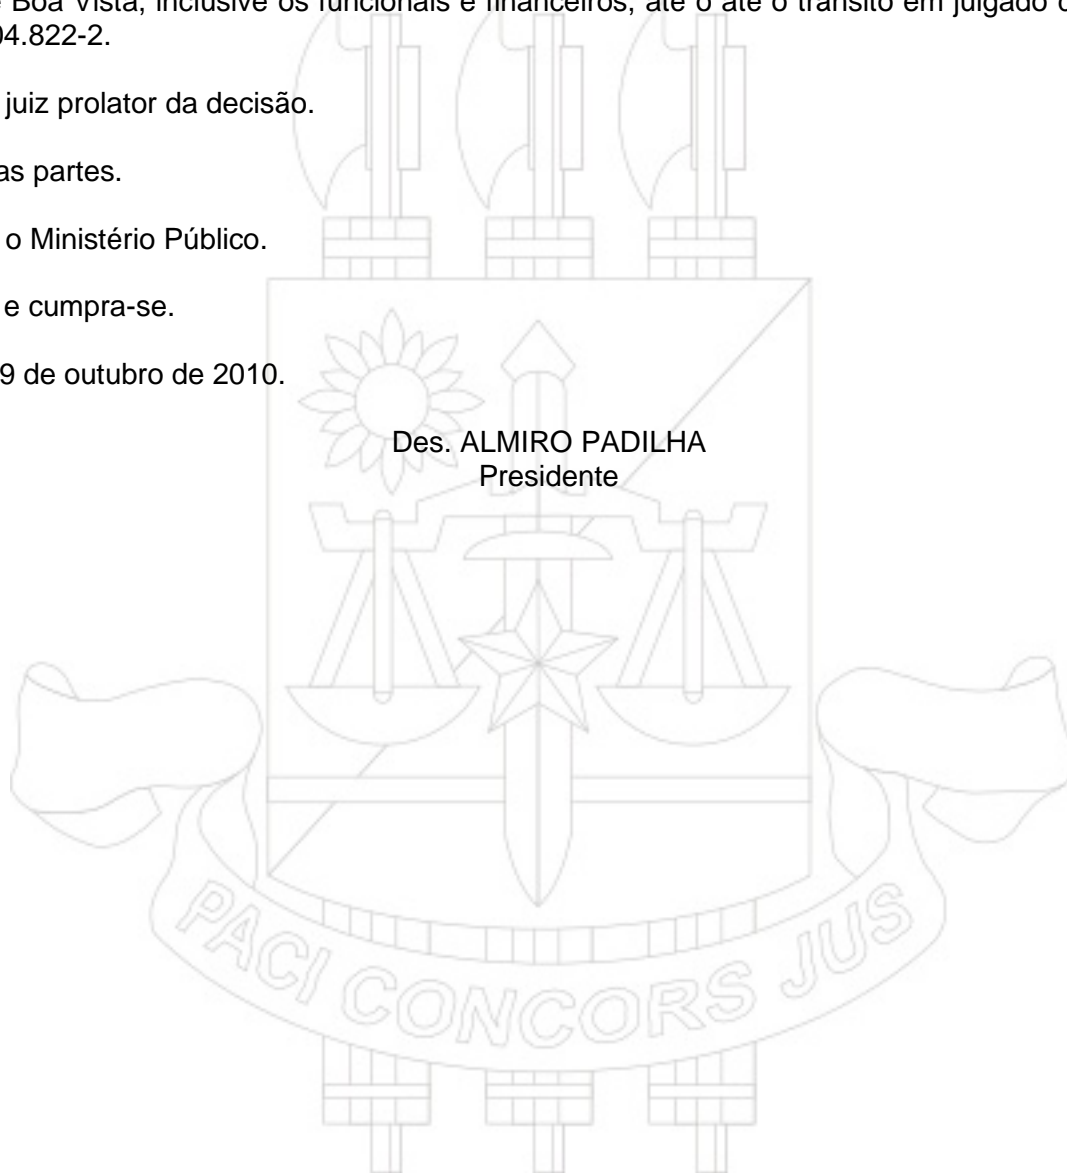 Boa Vista, inclusive os funcionais e financeiros, até o até o trânsito em julgado
04.822-2.
juiz prolator da decisão.
as partes.
o Ministério Público.
e cumpra-se.
9 de outubro de 2010.
Des. ALMIRO PADILHA
Presidente
PACI CONCORS JUS